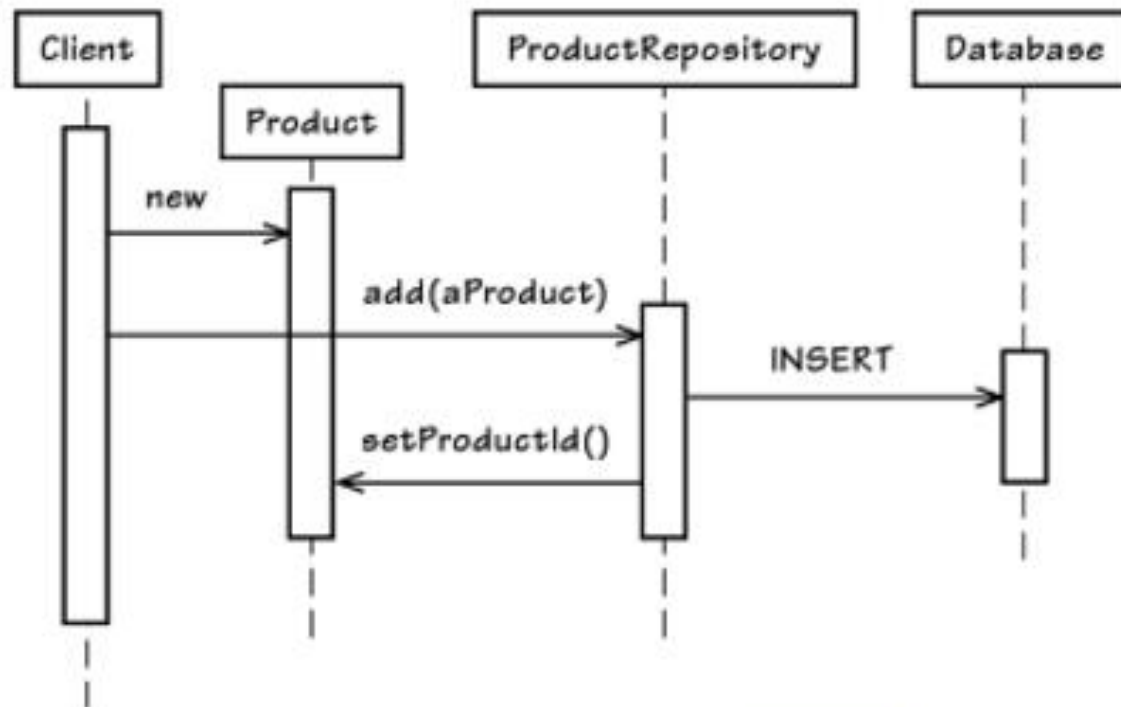 Client
ProductRepository
Database
Product
new
add(aProduct)
INSERT
setProductId()